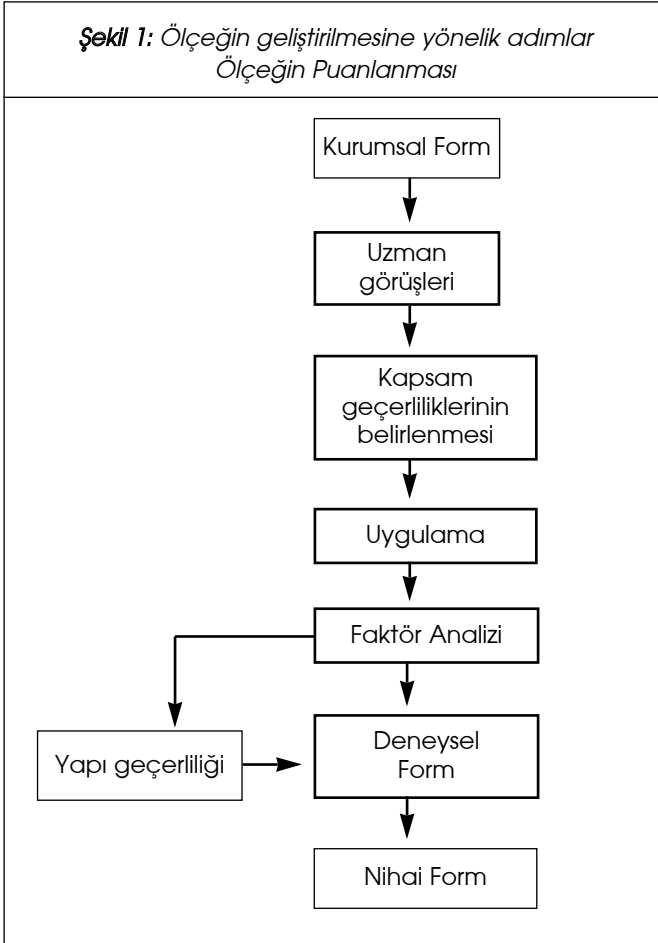 Şekil 1: Ölçeğin geliştirilmesine yönelik adımlar
Ölçeğin Puanlanması
Kurumsal Form
Uzman
görüşleri
Kapsam
geçerliliklerinin
belirlenmesi
Uygulama
Faktör Analizi
Yapı geçerliliği
Deneysel
Form
Nihai Form